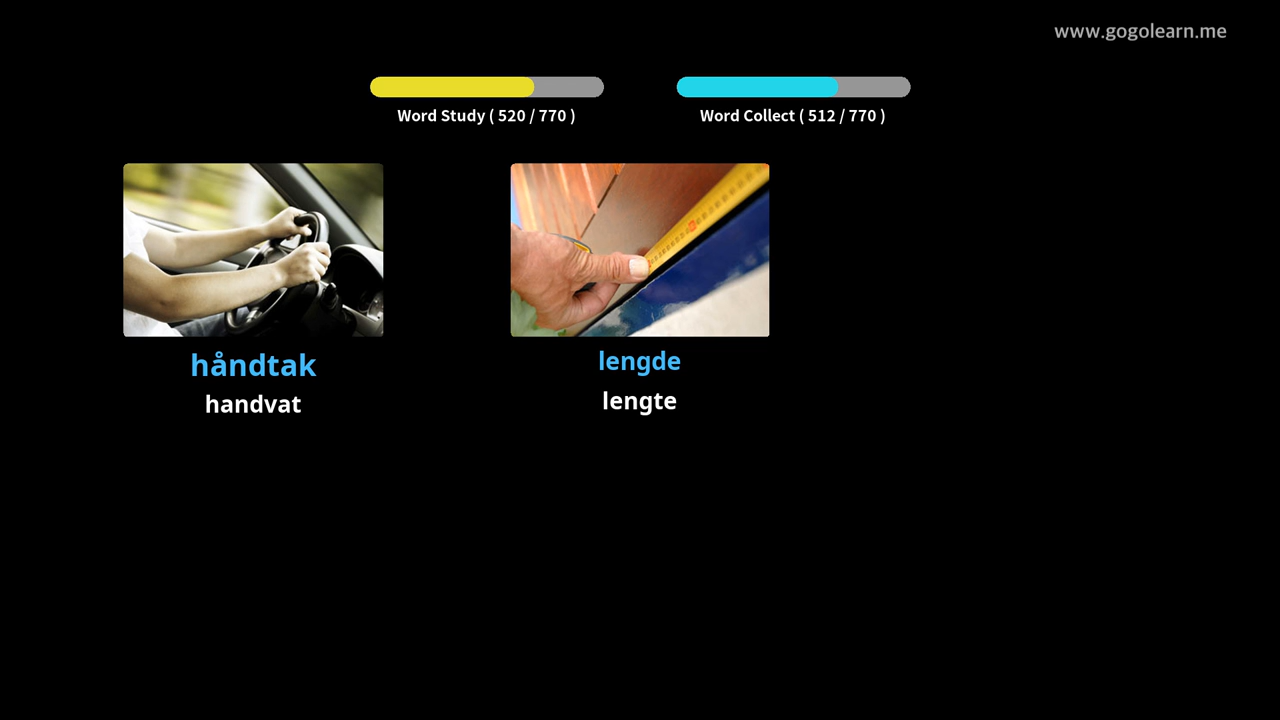 www.gogolearn.me
Word Study ( 520 / 770 )
Word Collect ( 512 / 770 )
håndtak
handvat
lengde
lengte